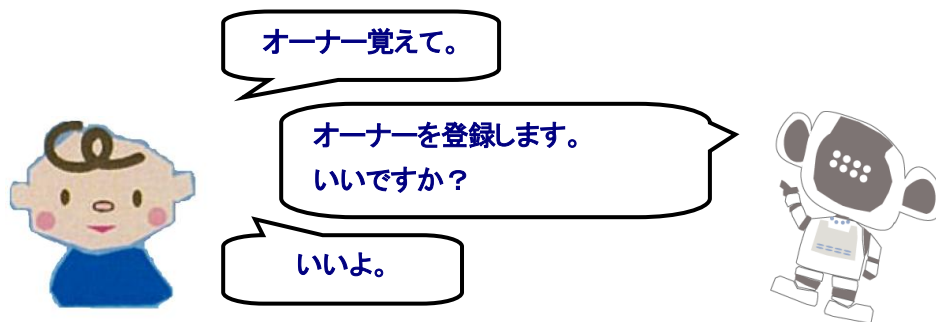 オーナー覚えて。
オーナーを登録します。
いいですか？
いいよ。